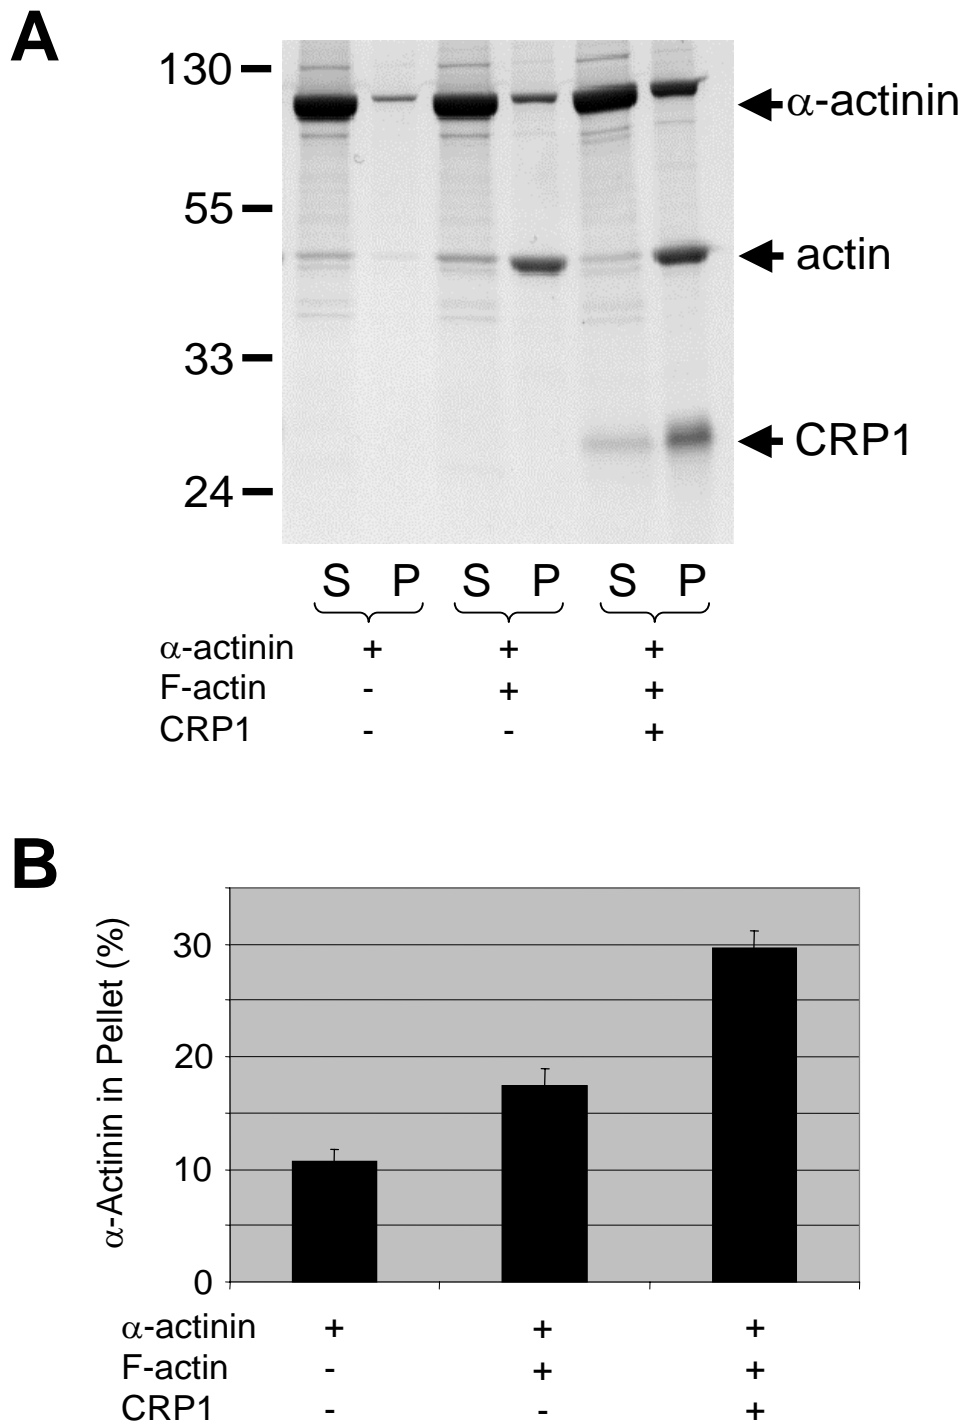 A
130
α-actinin
55
actin
33
CRP1
24
S P S P S P
α-actinin + + +
F-actin - + +
CRP1 - - +
B
α-Actinin in Pellet (%)
30
20
10
0
α-actinin + + +
F-actin - + +
CRP1 - - +